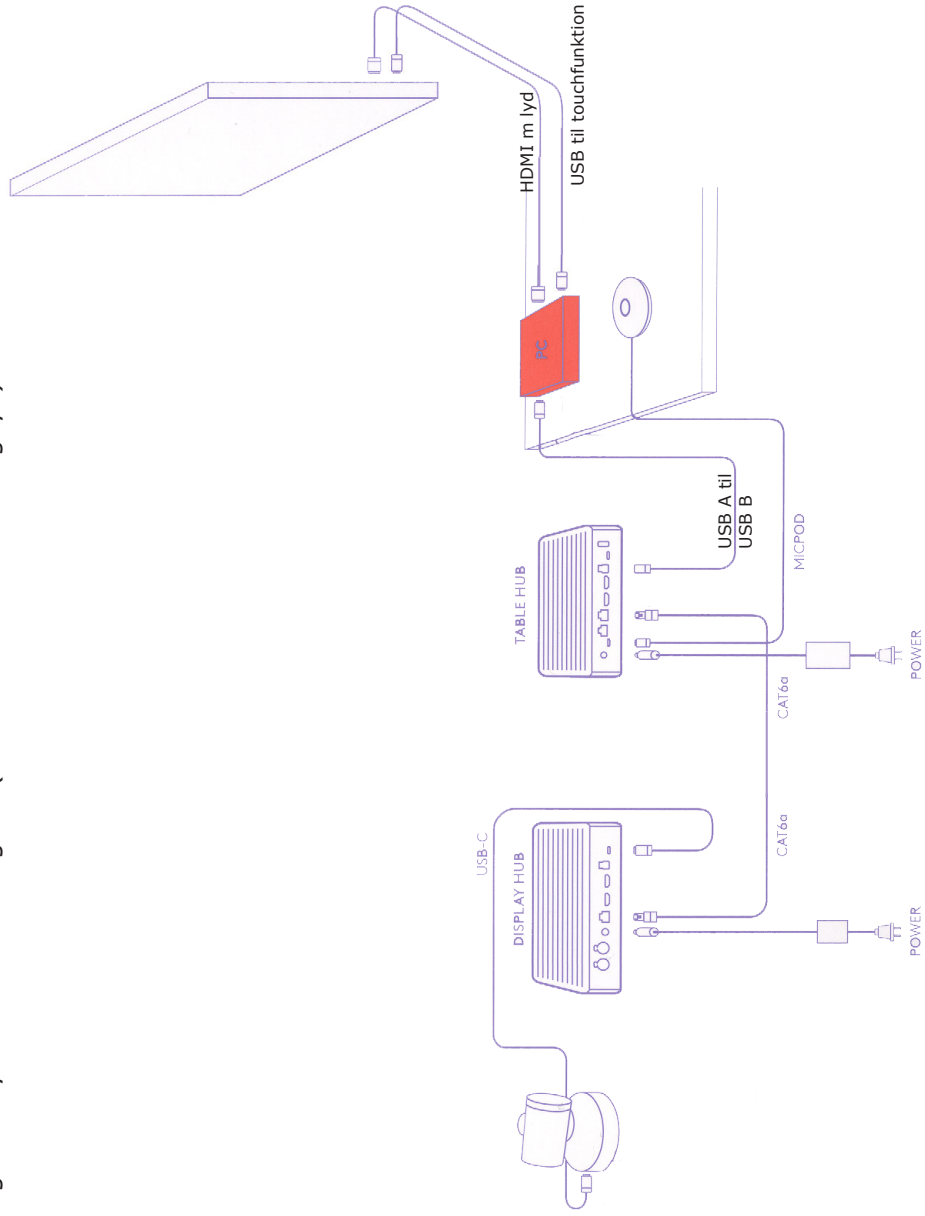 HDMI m lyd
USB til touchfunktion
PC
USB A til
USB B
MICPOD
TABLE HUB
POWER
CAT6a
USB-C
CAT6a
DISPLAY HUB
POWER